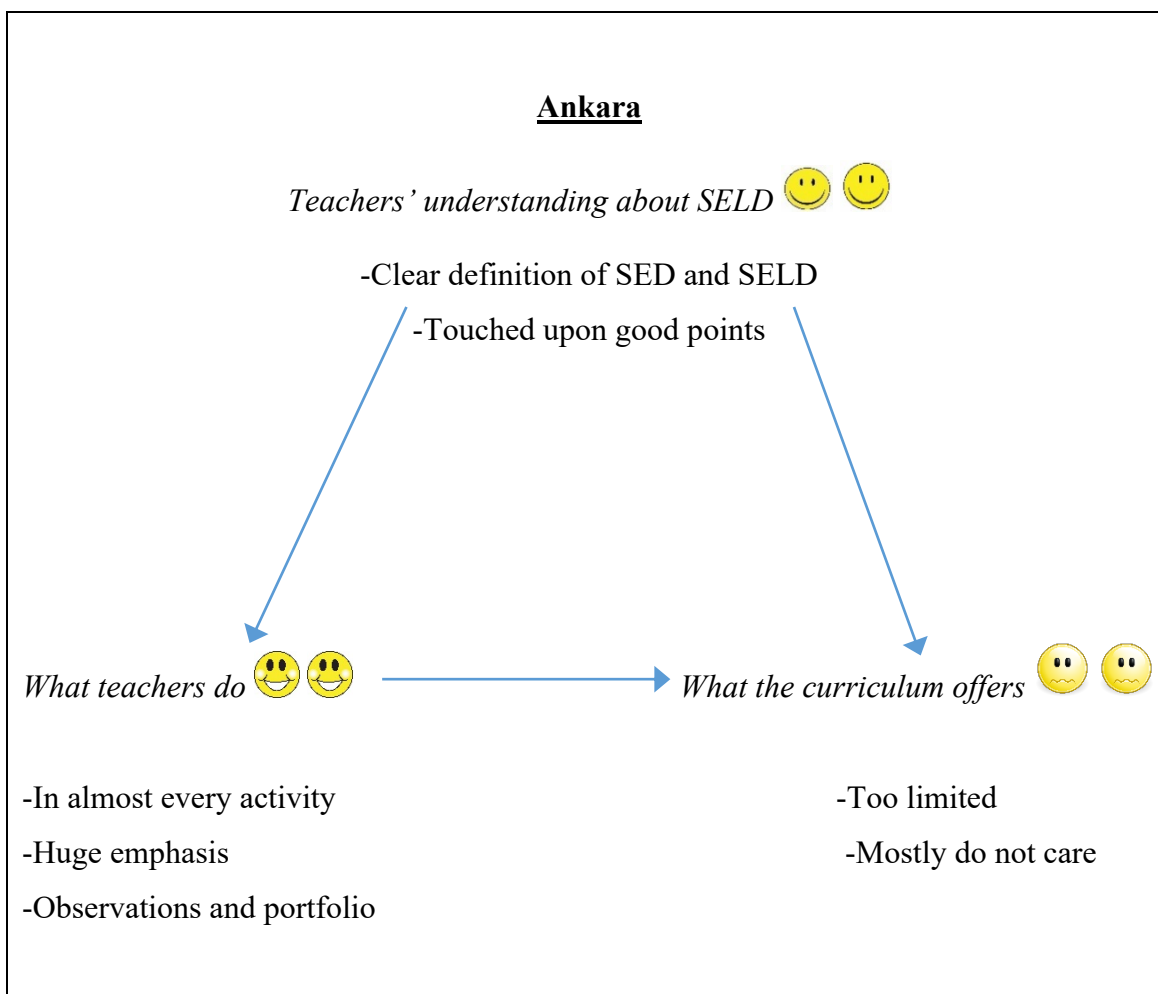 Ankara
Teachers’ understanding about SELD
-Clear definition of SED and SELD
-Touched upon good points
What teachers do
What the curriculum offers
-In almost every activity
-Huge emphasis
-Observations and portfolio
-Too limited
-Mostly do not care